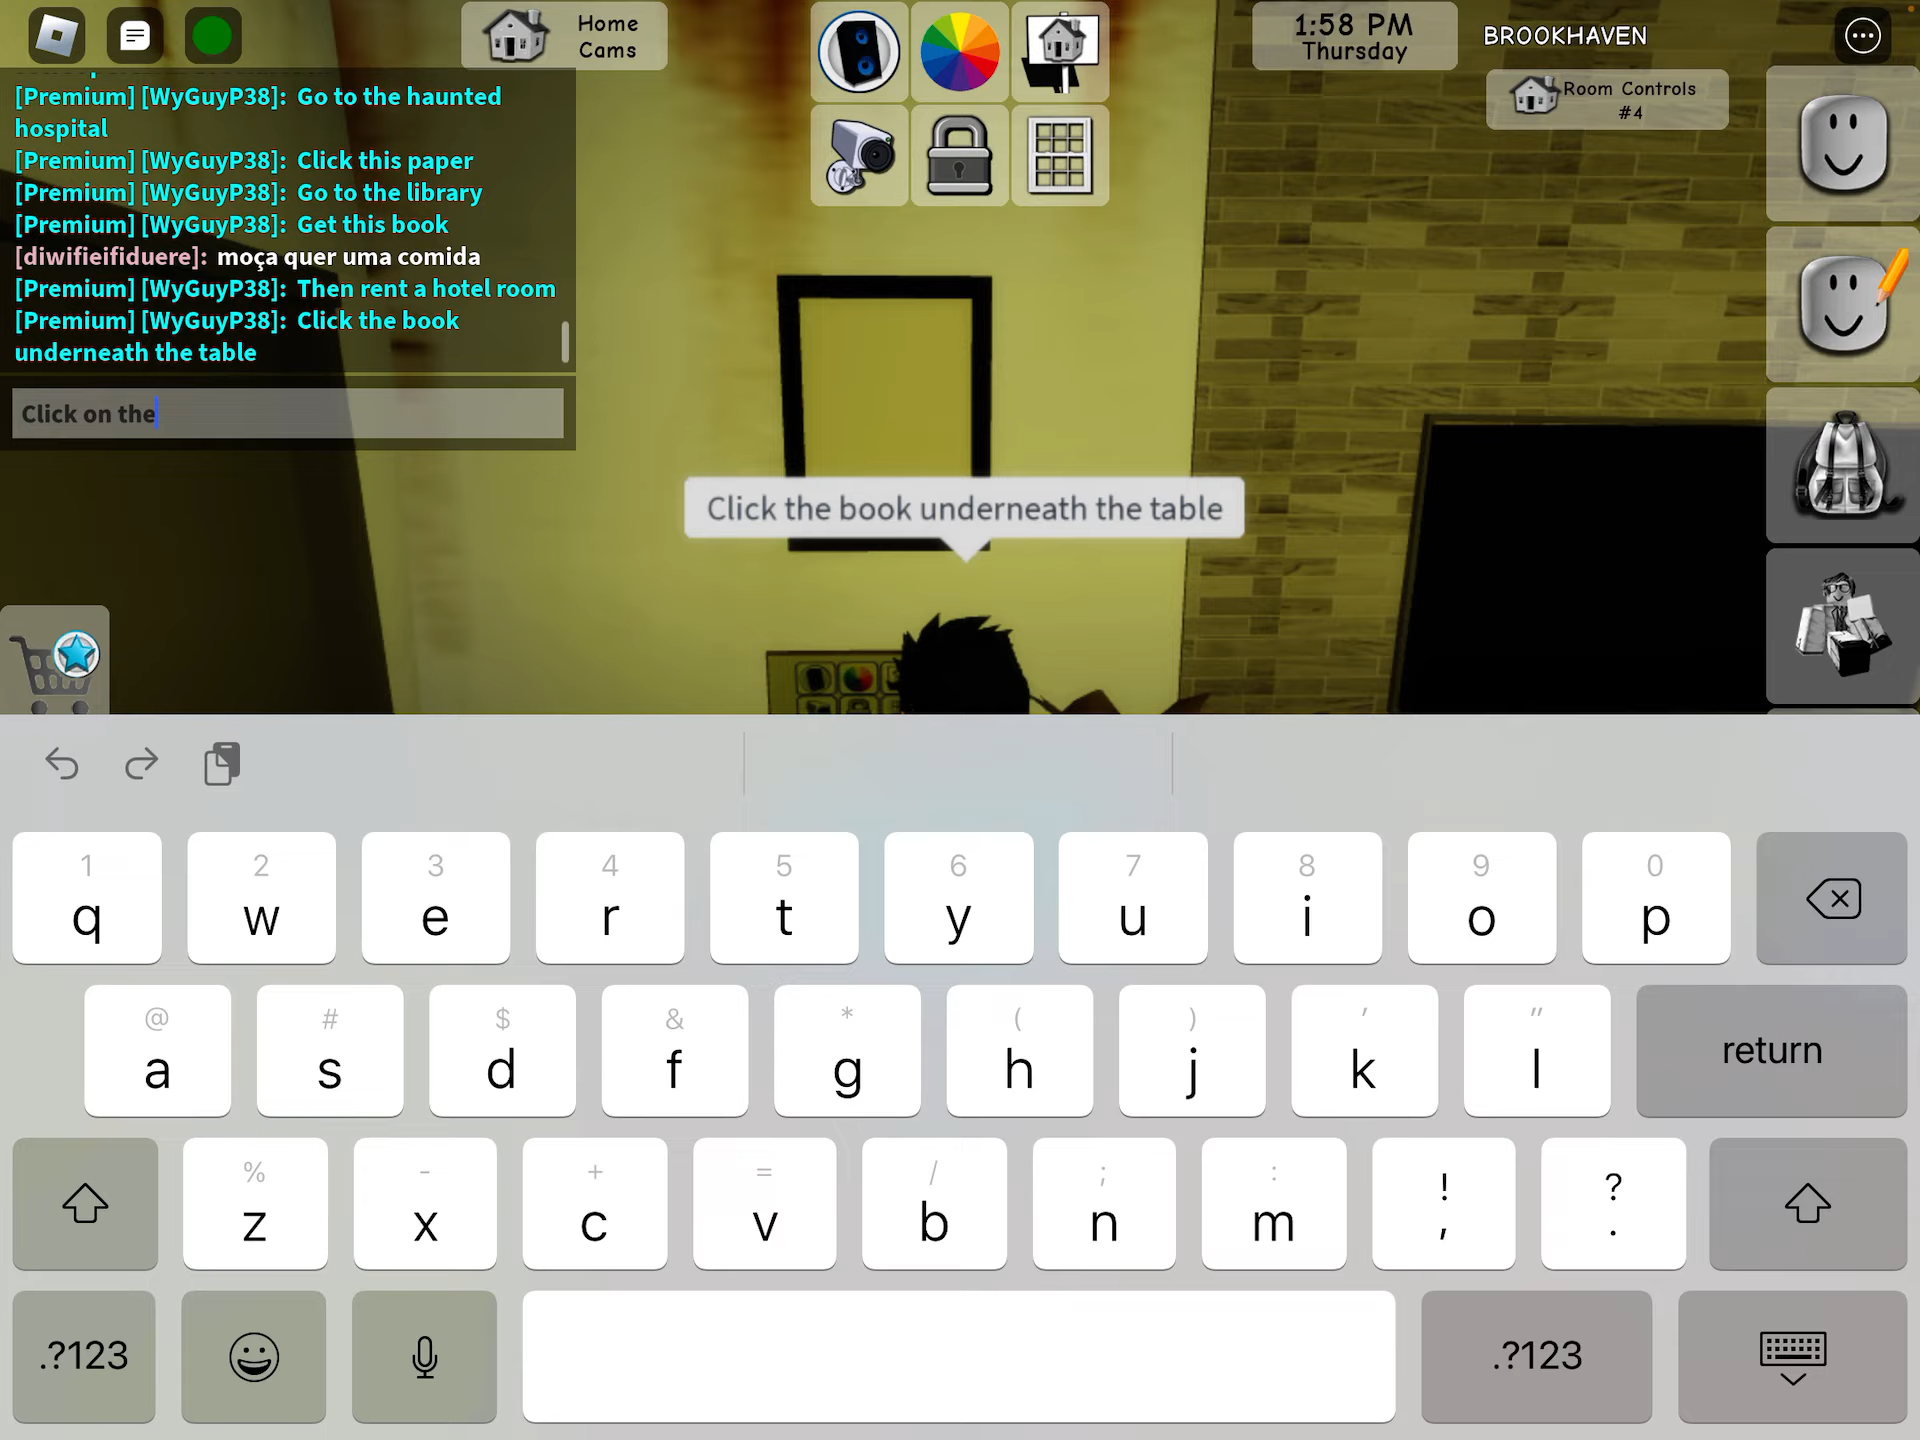 Home
Cams
1:58 PM
Thursday
BROOKHAVEN
Room Controls
#4
[Premium] [WyGuyP38]: Go to the haunted
hospital
[Premium] [WyGuyP38]: Click this paper
[Premium] [WyGuyP38]: Go to the library
[Premium] [WyGuyP38]: Get this book
[diwifieifiduere]: moça quer uma comida
[Premium] [WyGuyP38]: Then rent a hotel room
[Premium] [WyGuyP38]: Click the book
underneath the table
Click on the
Click the book underneath the table
1 2 3 4 5 6 7 8 9 0
q w e r t y u i o p
@ # $ & * ( ) ' "
a s d f g h j k l return
% - + = / ; : ! ?
z x c v b n m , .
.?123 .?123